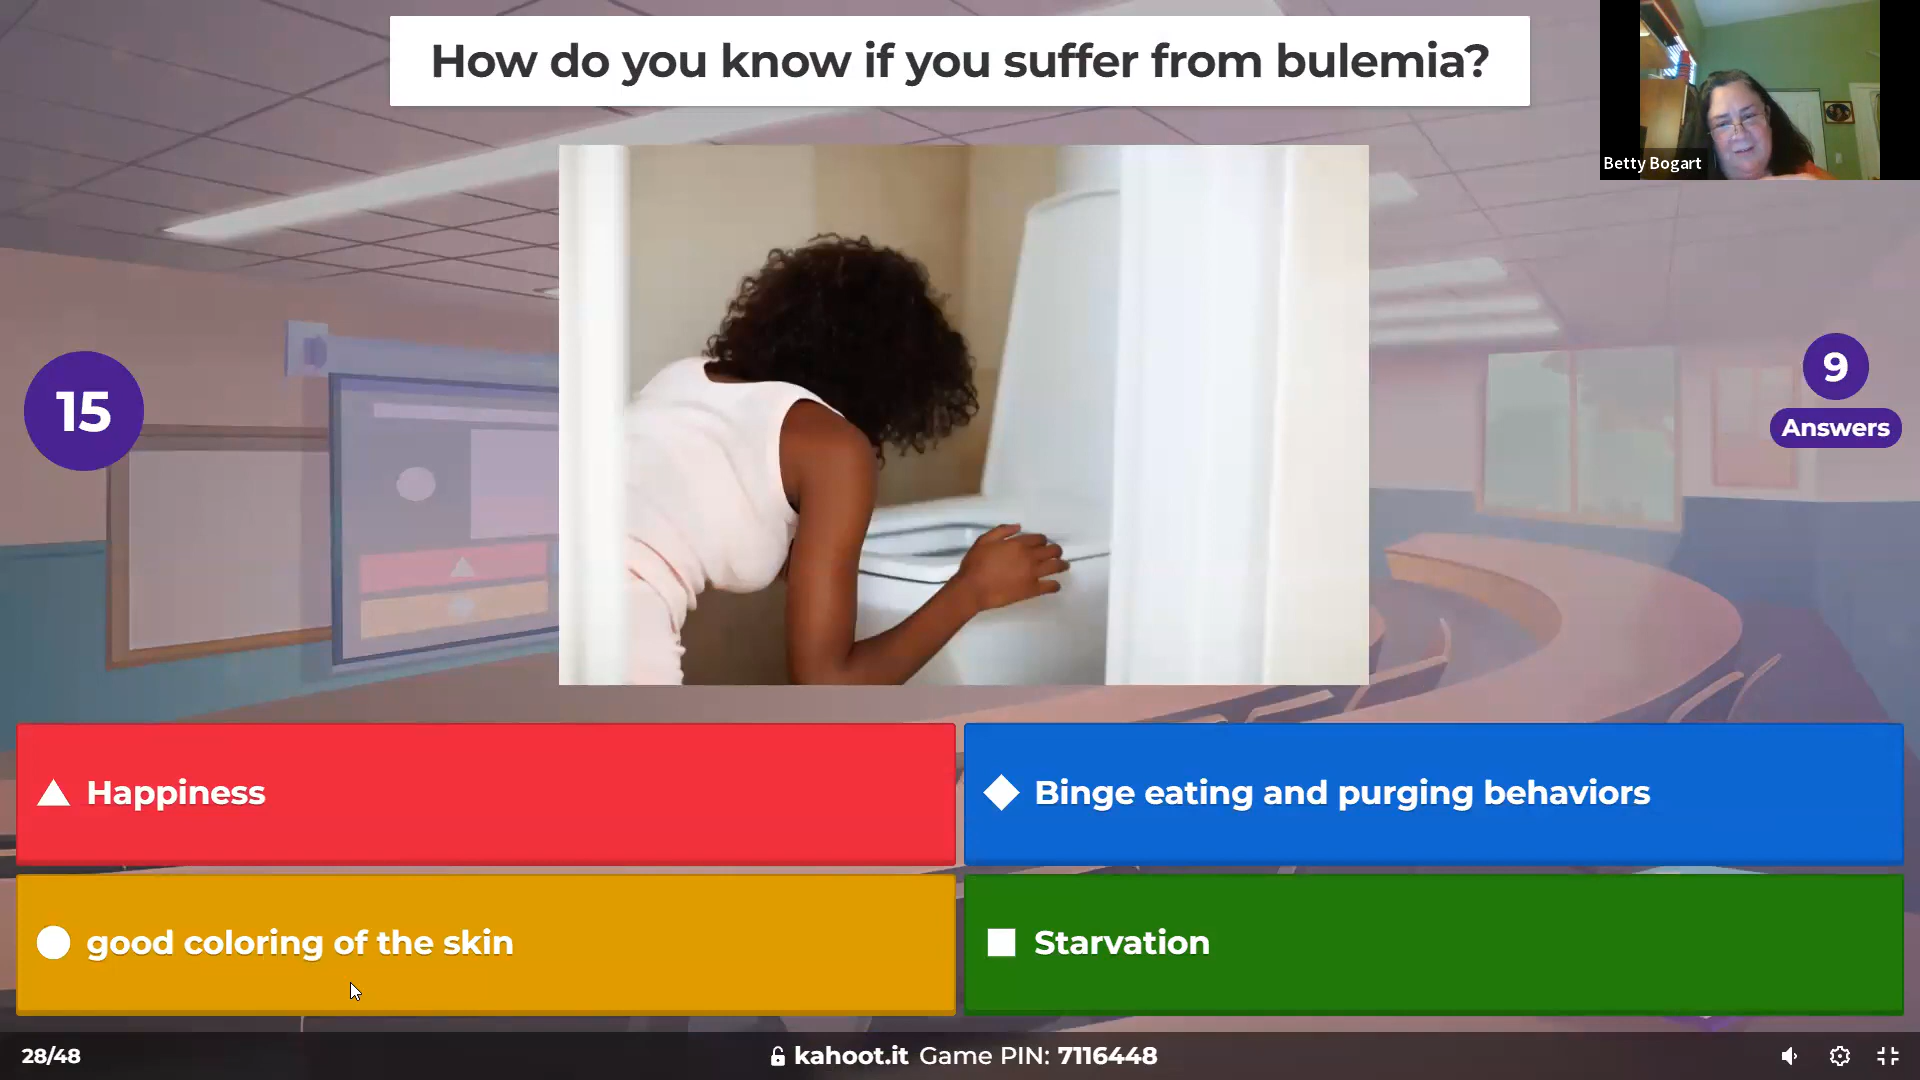 How do you know if you suffer from bulemia?
Betty Bogart
15
9
Answers
Happiness
Binge eating and purging behaviors
good coloring of the skin
Starvation
28/48
kahoot.it Game PIN: 7116448